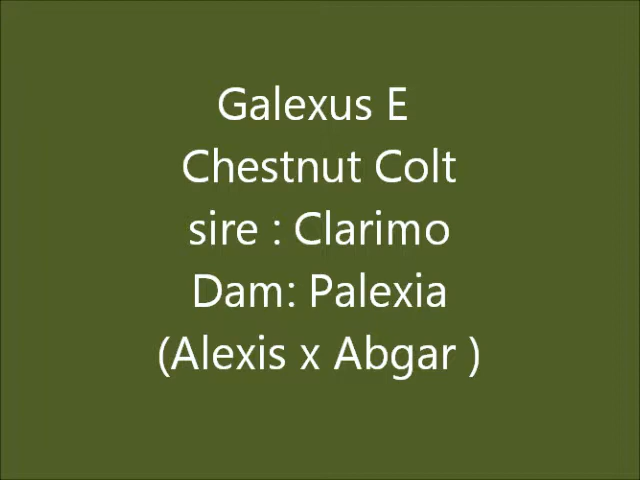 Galexus E
Chestnut Colt
sire : Clarimo
Dam: Palexia
(Alexis x Abgar )